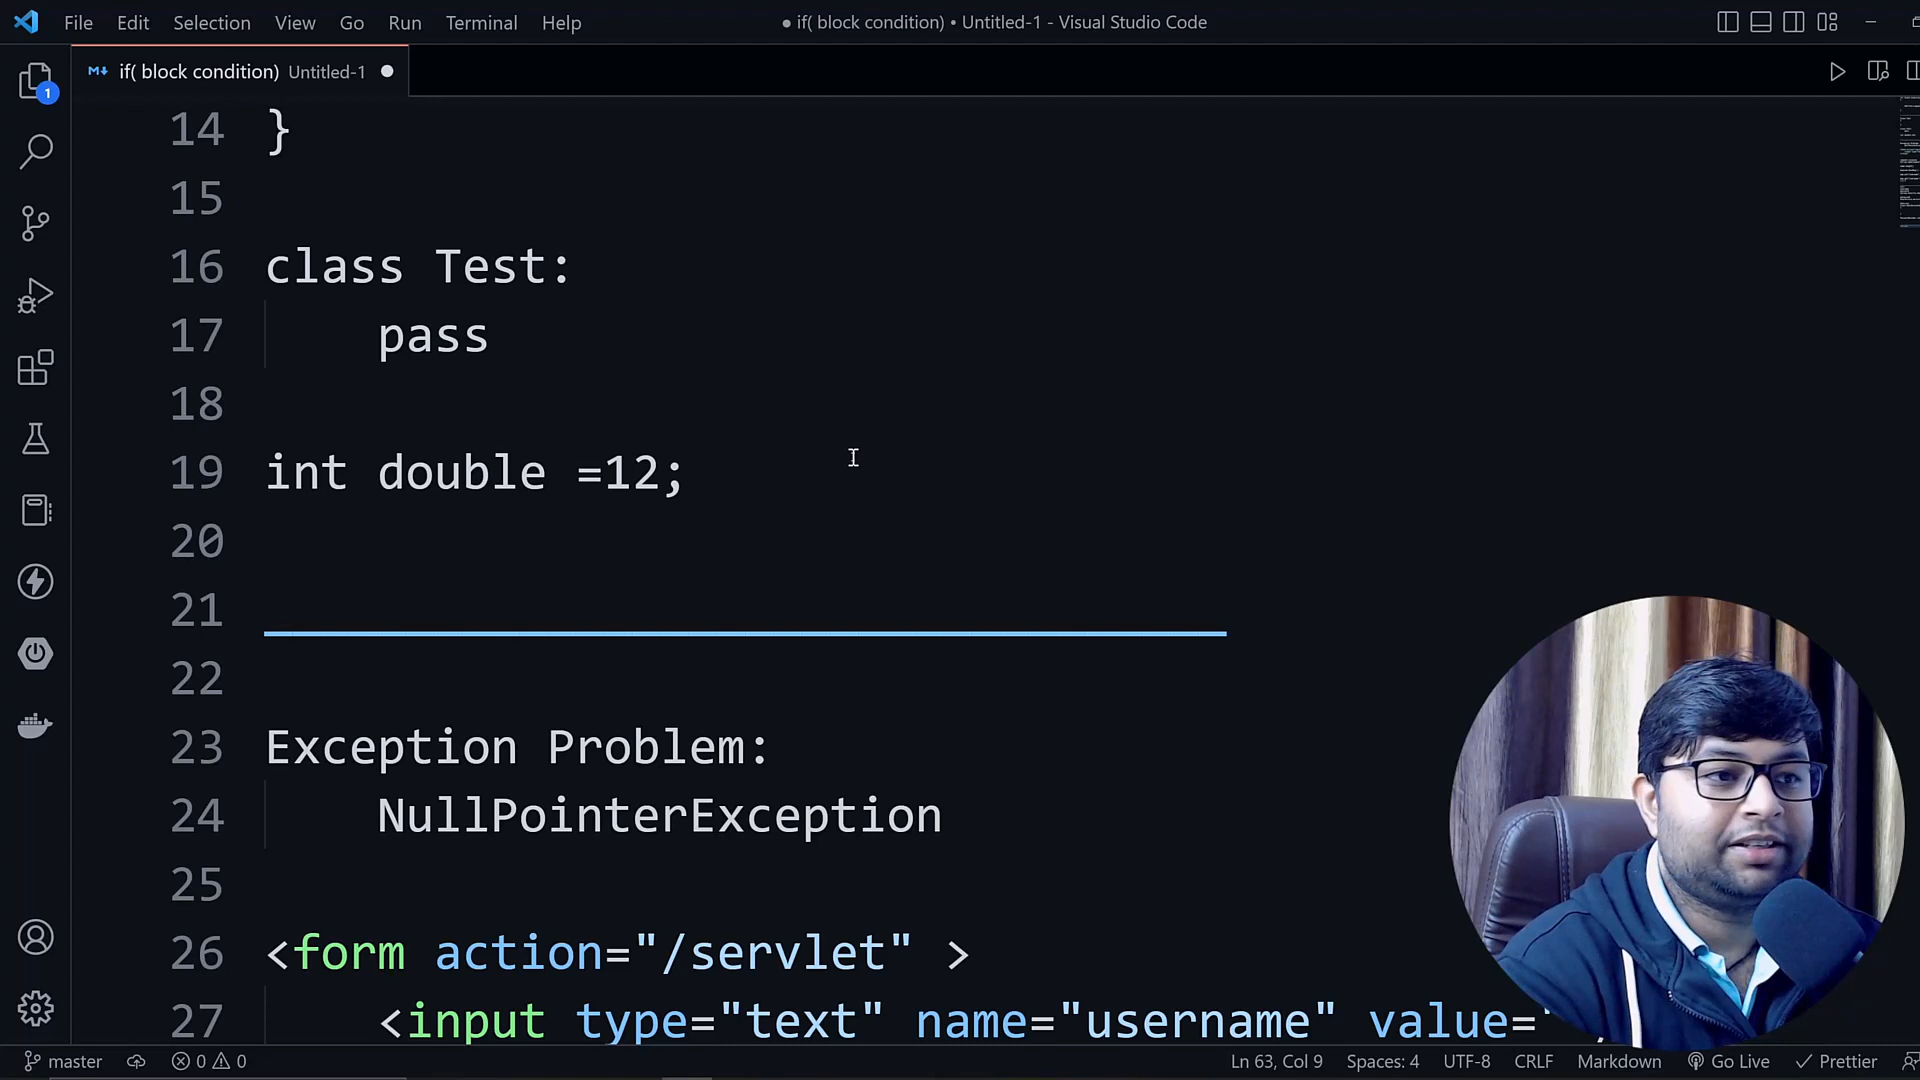 File Edit Selection View Go Run Terminal Help
● if( block condition) • Untitled-1 - Visual Studio Code
if( block condition) Untitled-1
1
14 }
15
16 class Test:
17 pass
18
19 int double =12;
20
21
22
23 Exception Problem:
24 NullPointerException
25
26 <form action="/servlet" >
27 <input type="text" name="username" value="
master 0 0 Ln 63, Col 9 Spaces: 4 UTF-8 CRLF Markdown Go Live Prettier